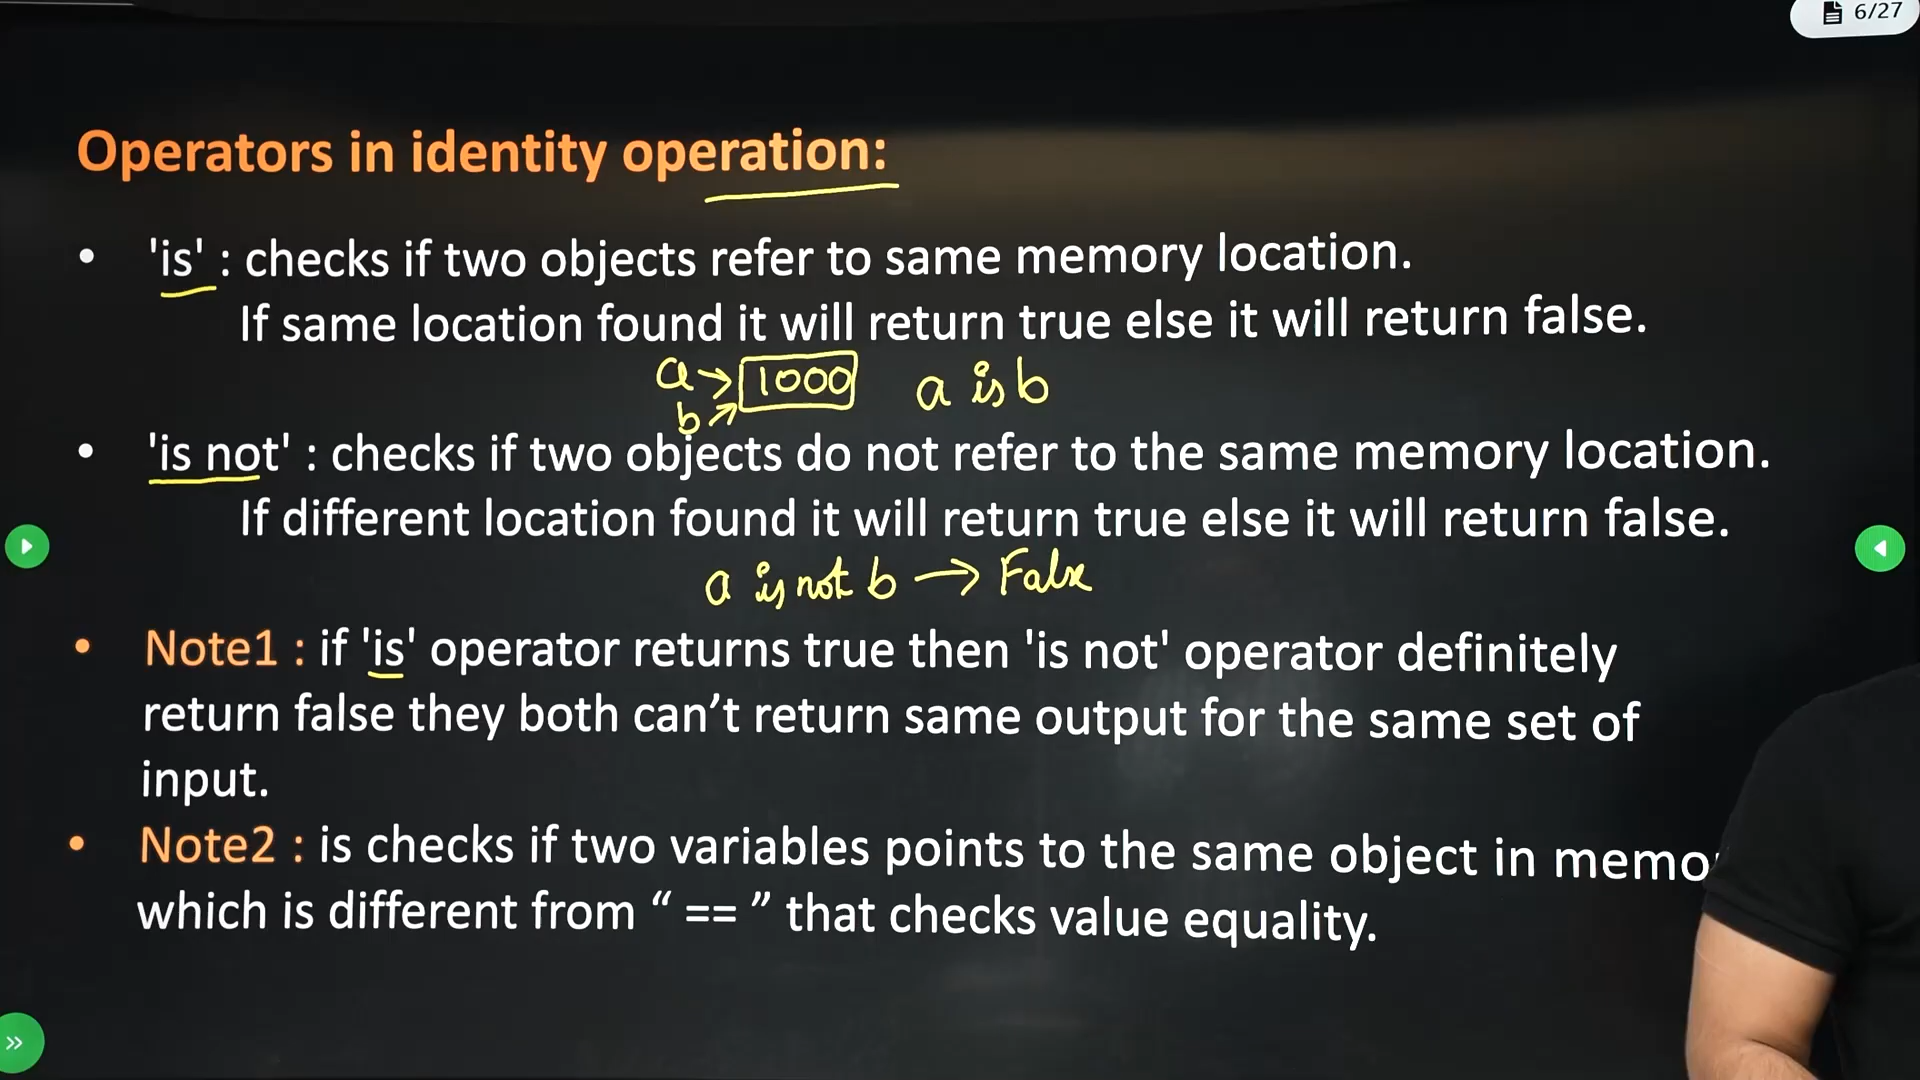 6/27
Operators in identity operation:
• 'is' : checks if two objects refer to same memory location.
If same location found it will return true else it will return false.
a → 1000 a is b
b ↗
• 'is not' : checks if two objects do not refer to the same memory location.
If different location found it will return true else it will return false.
a is not b → False
• Note1 : if 'is' operator returns true then 'is not' operator definitely
return false they both can’t return same output for the same set of
input.
• Note2 : is checks if two variables points to the same object in memo
which is different from “ == ” that checks value equality.